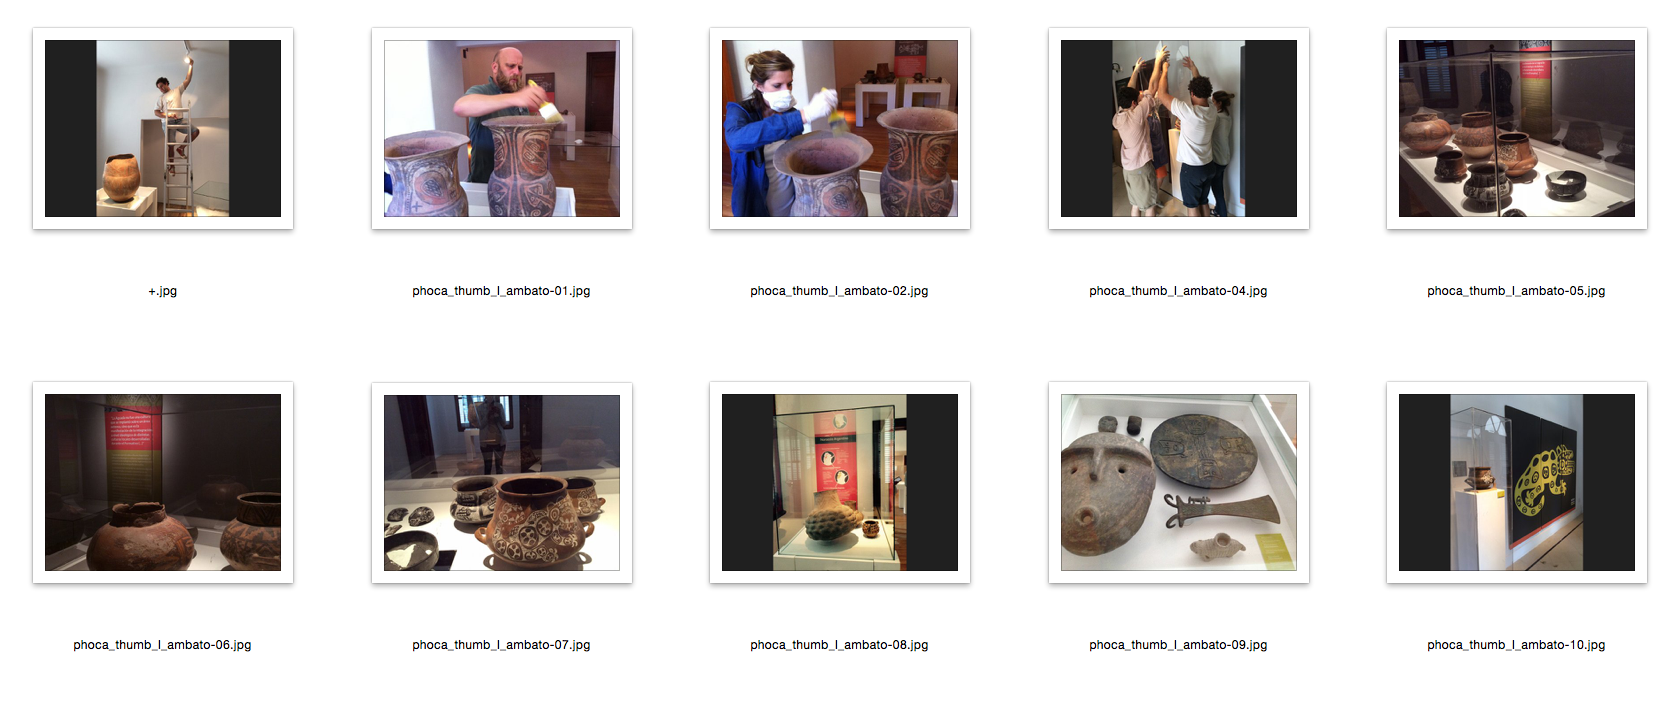 +.jpg
phoca_thumb_l_ambato-01.jpg
phoca_thumb_l_ambato-02.jpg
phoca_thumb_l_ambato-04.jpg
phoca_thumb_l_ambato-05.jpg
phoca_thumb_l_ambato-06.jpg
phoca_thumb_l_ambato-07.jpg
phoca_thumb_l_ambato-08.jpg
phoca_thumb_l_ambato-09.jpg
phoca_thumb_l_ambato-10.jpg